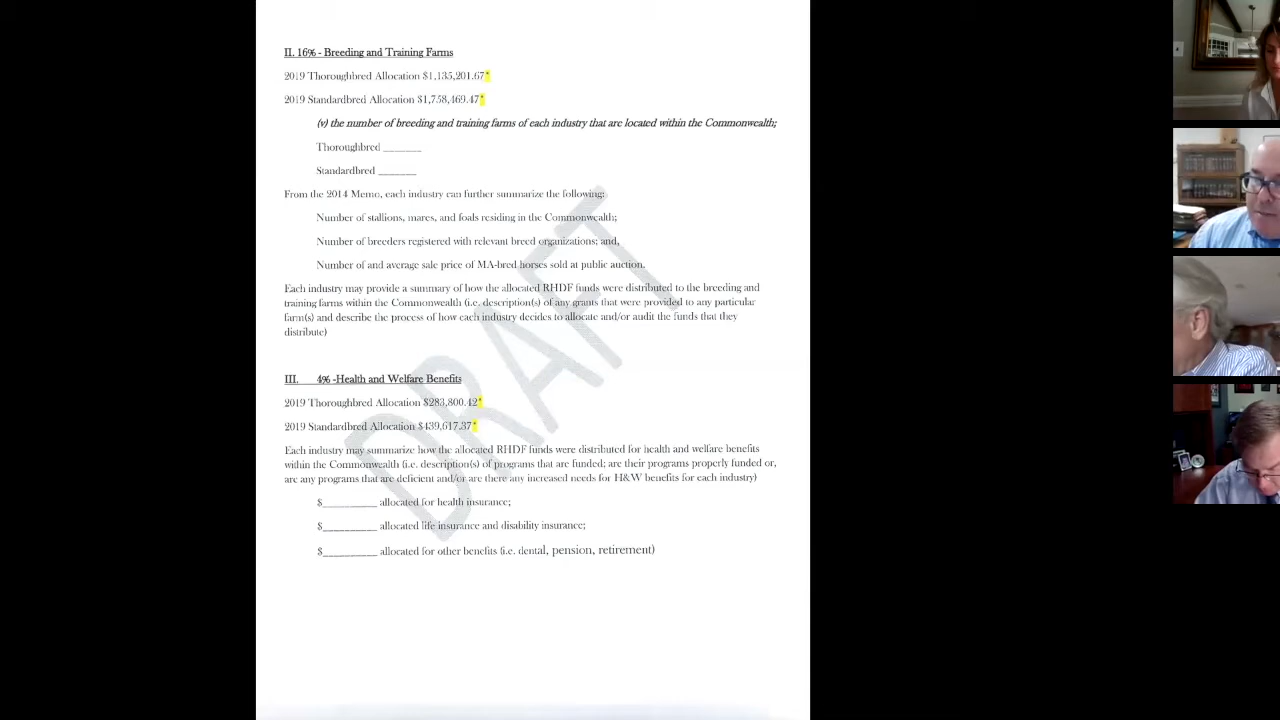 II. 16% - Breeding and Training Farms
2019 Thoroughbred Allocation $1,135,201.67*
2019 Standardbred Allocation $1,758,469.47*
(v) the number of breeding and training farms of each industry that are located within the Commonwealth;
Thoroughbred _______
Standardbred _______
From the 2014 Memo, each industry can further summarize the following:
Number of stallions, mares, and foals residing in the Commonwealth;
Number of breeders registered with relevant breed organizations; and,
Number of and average sale price of MA-bred horses sold at public auction.
Each industry may provide a summary of how the allocated RHDF funds were distributed to the breeding and
training farms within the Commonwealth (i.e. description(s) of any grants that were provided to any particular
farm(s) and describe the process of how each industry decides to allocate and/or audit the funds that they
distribute)
DRAFT
III. 4% -Health and Welfare Benefits
2019 Thoroughbred Allocation $283,800.42*
2019 Standardbred Allocation $439,617.37*
Each industry may summarize how the allocated RHDF funds were distributed for health and welfare benefits
within the Commonwealth (i.e. description(s) of programs that are funded; are their programs properly funded or,
are any programs that are deficient and/or are there any increased needs for H&W benefits for each industry)
$__________ allocated for health insurance;
$__________ allocated life insurance and disability insurance;
$__________ allocated for other benefits (i.e. dental, pension, retirement)